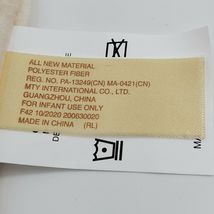 ALL NEW MATERIAL
POLYESTER FIBER
REG. NO. PA-13249(CN) MA-0421(CN)
MTY INTERNATIONAL CO., LTD.
GUANGZHOU, CHINA
FOR INFANT USE ONLY
F42 10/2020 200630020
MADE IN CHINA (RL)